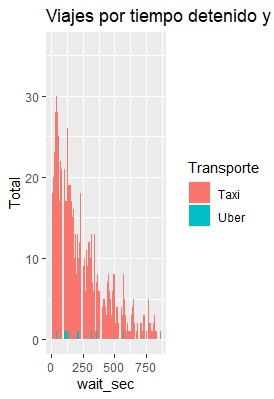 Viajes por tiempo detenido y
Total
30
20
10
0
0
250
500
750
wait_sec
Transporte
Taxi
Uber